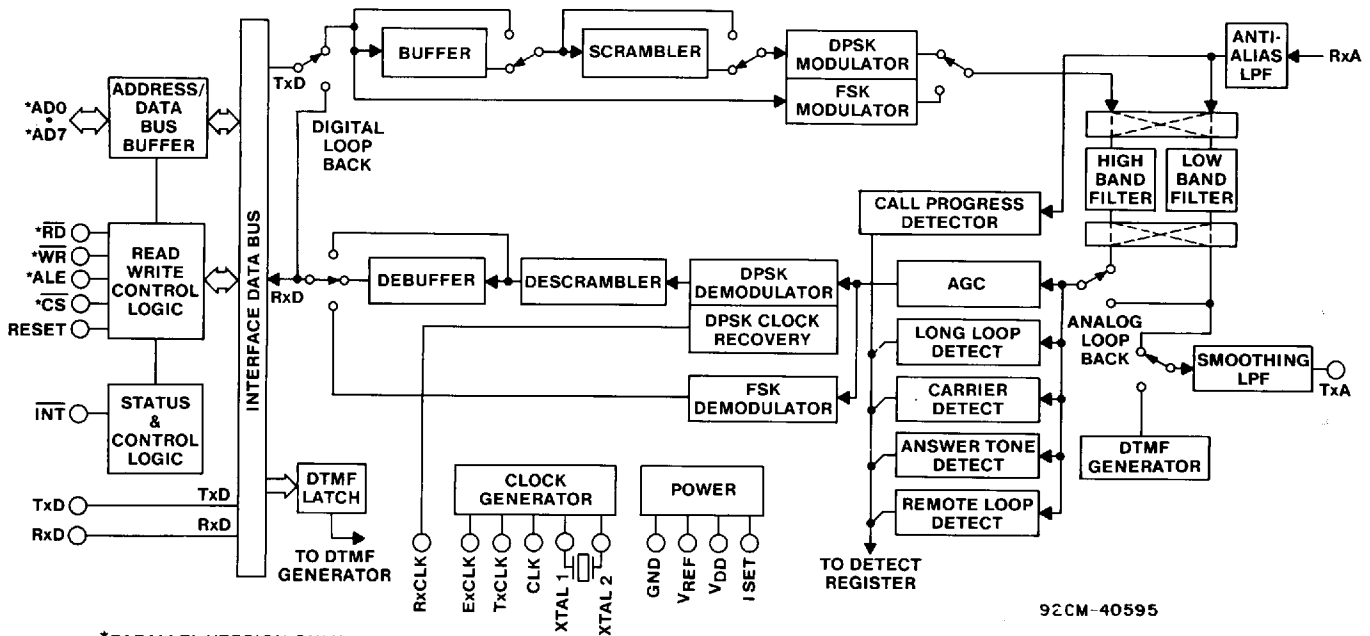 BUFFER
SCRAMBLER
DPSK
MODULATOR
FSK
MODULATOR
ANTI-
ALIAS
LPF
RxA
TxD
*AD0
*AD7
ADDRESS/
DATA
BUS
BUFFER
DIGITAL
LOOP
BACK
HIGH
BAND
FILTER
LOW
BAND
FILTER
CALL PROGRESS
DETECTOR
INTERFACE DATA BUS
*RD
*WR
*ALE
*CS
RESET
READ
WRITE
CONTROL
LOGIC
RxD
DEBUFFER
DESCRAMBLER
DPSK
DEMODULATOR
DPSK CLOCK
RECOVERY
AGC
LONG LOOP
DETECT
ANALOG
LOOP
BACK
SMOOTHING
LPF
TxA
INT
STATUS
&
CONTROL
LOGIC
FSK
DEMODULATOR
CARRIER
DETECT
ANSWER TONE
DETECT
REMOTE LOOP
DETECT
DTMF
GENERATOR
DTMF
LATCH
CLOCK
GENERATOR
POWER
TxD
TxD
RxD
RxD
TO DTMF
GENERATOR
RxCLK
ExCLK
TxCLK
CLK
XTAL 1
XTAL 2
GND
VREF
VDD
ISET
TO DETECT
REGISTER
92CM-40595